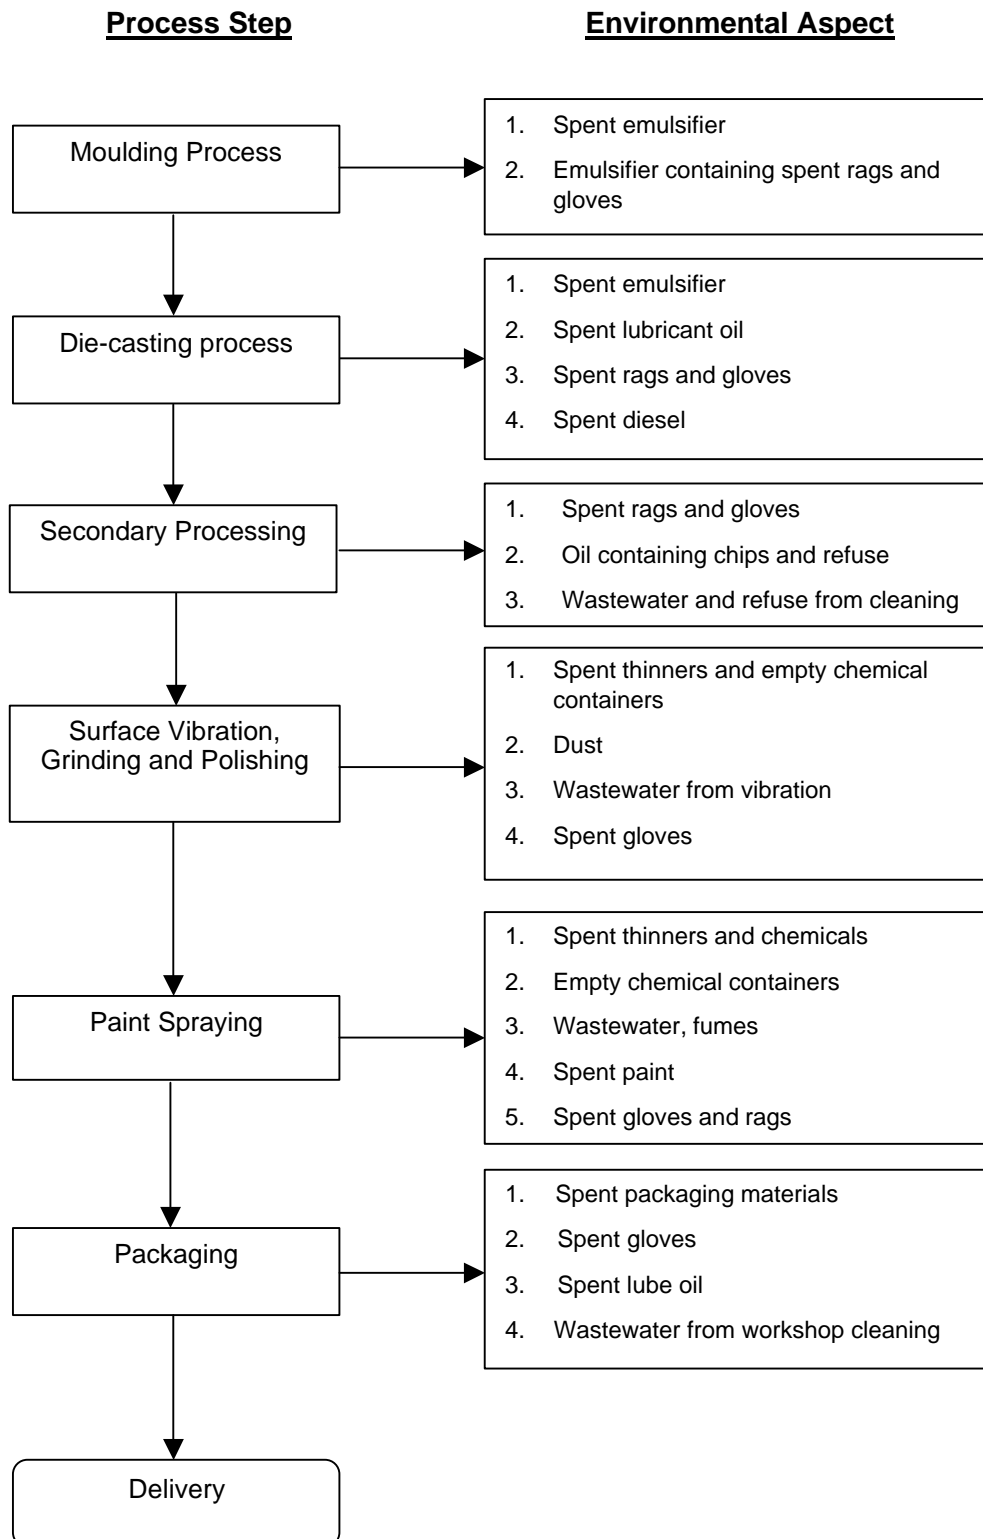 Process Step
Environmental Aspect
Moulding Process
1. Spent emulsifier
2. Emulsifier containing spent rags and
gloves
Die-casting process
1. Spent emulsifier
2. Spent lubricant oil
3. Spent rags and gloves
4. Spent diesel
Secondary Processing
1. Spent rags and gloves
2. Oil containing chips and refuse
3. Wastewater and refuse from cleaning
Surface Vibration,
Grinding and Polishing
1. Spent thinners and empty chemical
containers
2. Dust
3. Wastewater from vibration
4. Spent gloves
Paint Spraying
1. Spent thinners and chemicals
2. Empty chemical containers
3. Wastewater, fumes
4. Spent paint
5. Spent gloves and rags
Packaging
1. Spent packaging materials
2. Spent gloves
3. Spent lube oil
4. Wastewater from workshop cleaning
Delivery